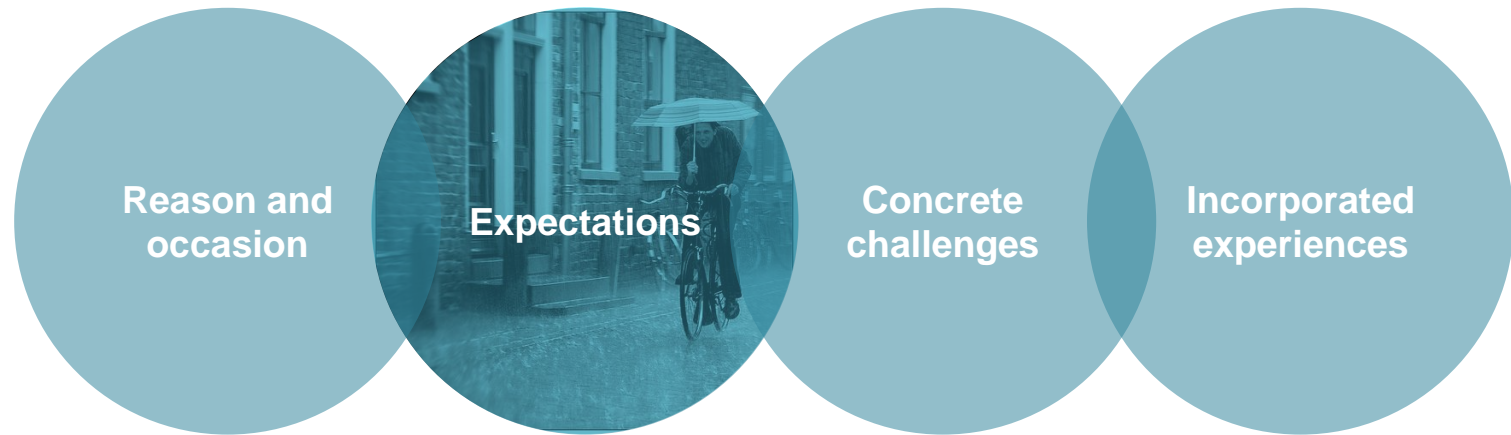 Reason and
occasion
Expectations
Concrete
challenges
Incorporated
experiences